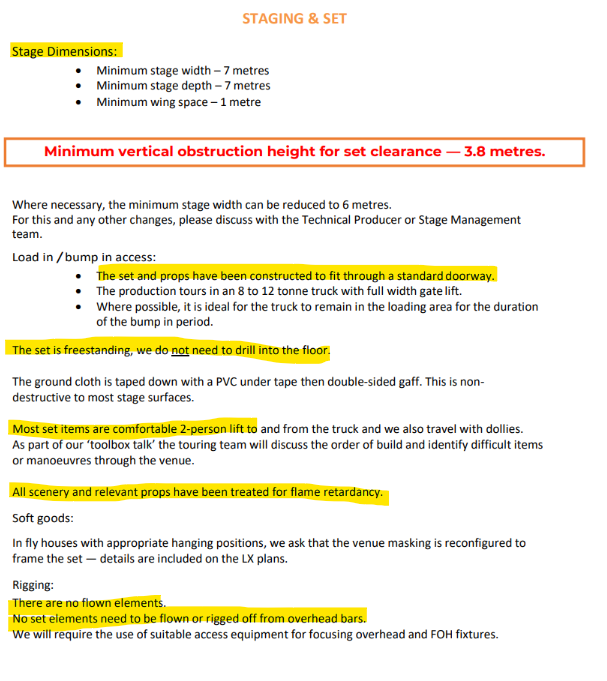 STAGING & SET
Stage Dimensions:
• Minimum stage width – 7 metres
• Minimum stage depth – 7 metres
• Minimum wing space – 1 metre
Minimum vertical obstruction height for set clearance — 3.8 metres.
Where necessary, the minimum stage width can be reduced to 6 metres.
For this and any other changes, please discuss with the Technical Producer or Stage Management
team.
Load in / bump in access:
• The set and props have been constructed to fit through a standard doorway.
• The production tours in an 8 to 12 tonne truck with full width gate lift.
• Where possible, it is ideal for the truck to remain in the loading area for the duration
of the bump in period.
The set is freestanding, we do not need to drill into the floor.
The ground cloth is taped down with a PVC under tape then double-sided gaff. This is non-
destructive to most stage surfaces.
Most set items are comfortable 2-person lift to and from the truck and we also travel with dollies.
As part of our ‘toolbox talk’ the touring team will discuss the order of build and identify difficult items
or manoeuvres through the venue.
All scenery and relevant props have been treated for flame retardancy.
Soft goods:
In fly houses with appropriate hanging positions, we ask that the venue masking is reconfigured to
frame the set — details are included on the LX plans.
Rigging:
There are no flown elements.
No set elements need to be flown or rigged off from overhead bars.
We will require the use of suitable access equipment for focusing overhead and FOH fixtures.